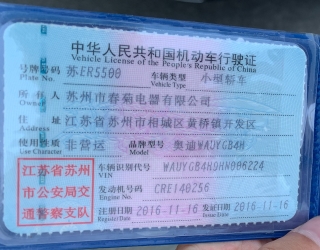 中华人民共和国机动车行驶证
Vehicle License of the People's Republic of China
号牌号码 苏ER5500 车辆类型 小型轿车
Plate No. Vehicle Type
所有人 苏州市春菊电器有限公司
Owner
住址 江苏省苏州市相城区黄桥镇开发区
Address
使用性质 非营运 品牌型号 奥迪WAUYGB4H
Use Character Model
江苏省苏州 车辆识别代号 WAUYGB4H9HN006224
VIN
市公安局交 发动机号码 CRE140256
Engine No.
通警察支队 注册日期 2016-11-16 发证日期 2016-11-16
Register Date Issue Date